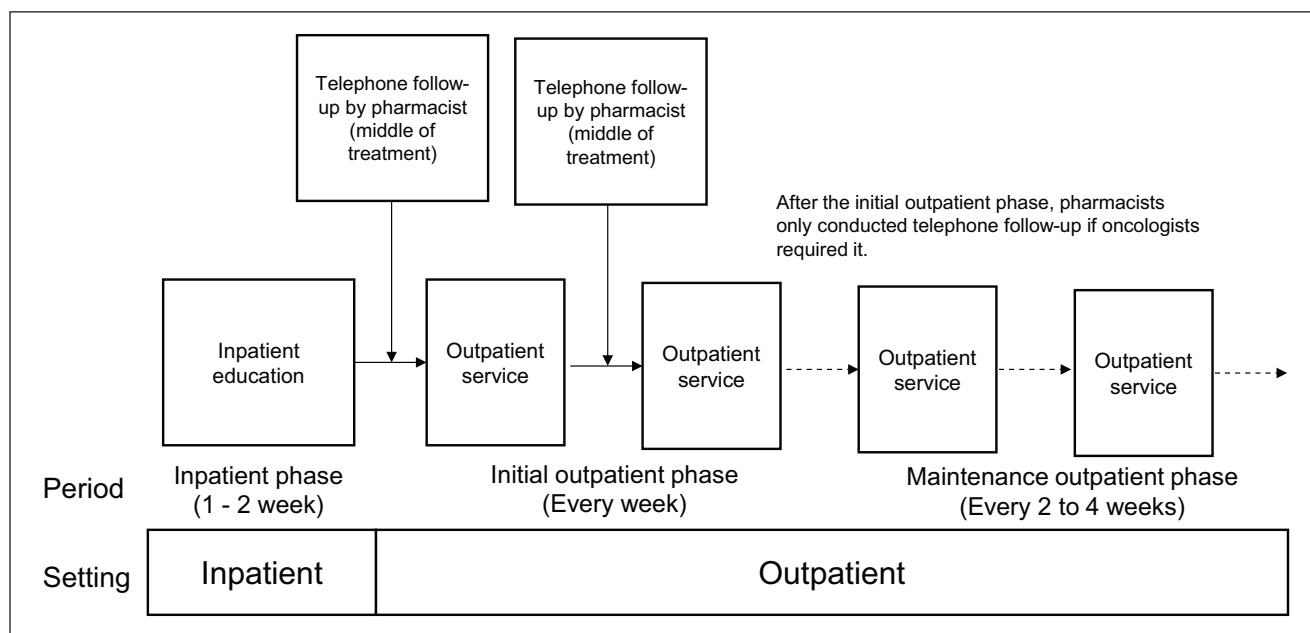 Telephone follow-
up by pharmacist
(middle of
treatment)
Telephone follow-
up by pharmacist
(middle of
treatment)
After the initial outpatient phase, pharmacists
only conducted telephone follow-up if oncologists
required it.
Inpatient
education
Outpatient
service
Outpatient
service
Outpatient
service
Outpatient
service
Period
Inpatient phase
(1 - 2 week)
Initial outpatient phase
(Every week)
Maintenance outpatient phase
(Every 2 to 4 weeks)
Setting
Inpatient
Outpatient